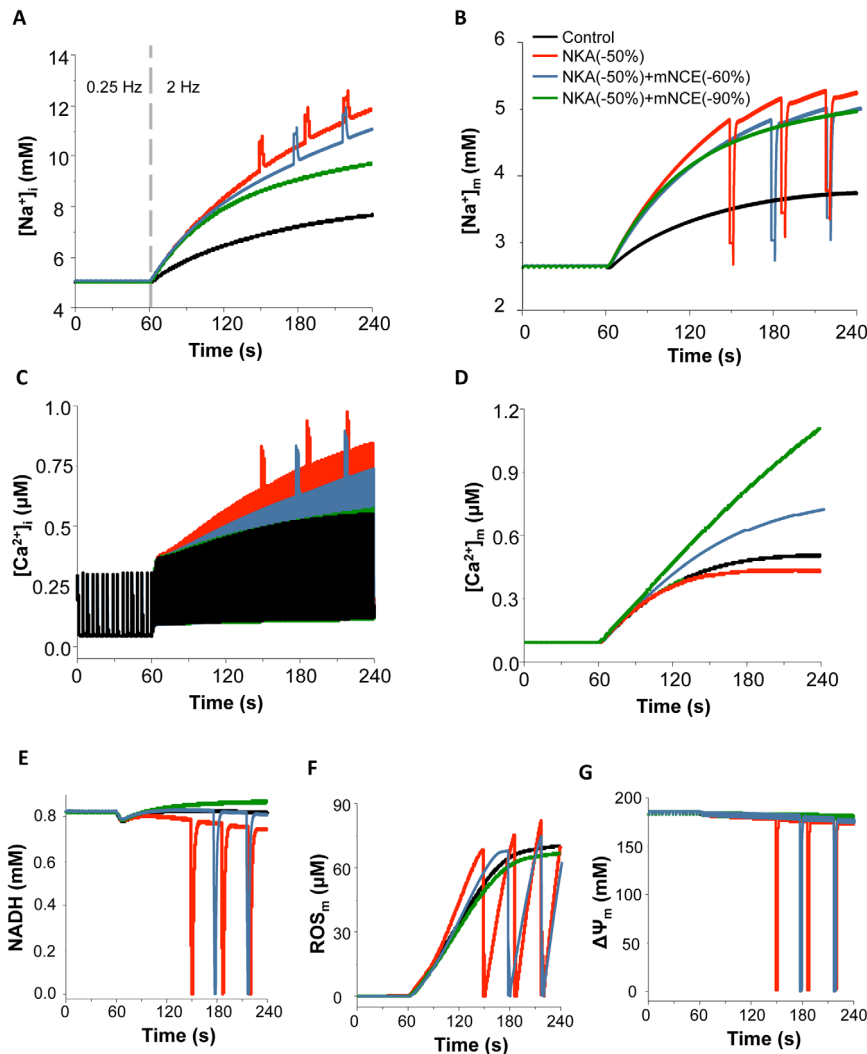 A
B
14
12
10
8
6
4
0.25 Hz
2 Hz
[Na⁺]i (mM)
0
60
120
180
240
Time (s)
6
5
4
3
2
Control
NKA(-50%)
NKA(-50%)+mNCE(-60%)
NKA(-50%)+mNCE(-90%)
[Na⁺]m (mM)
0
60
120
180
240
Time (s)
C
D
1.0
0.75
0.5
0.25
0.0
[Ca²⁺]i (µM)
0
60
120
180
240
Time (s)
1.2
0.9
0.6
0.3
0.0
[Ca²⁺]m (µM)
0
60
120
180
240
Time (s)
E
F
G
0.8
0.6
0.4
0.2
0.0
NADH (mM)
0
60
120
180
240
Time (s)
90
60
30
0
ROSm (µM)
0
60
120
180
240
Time (s)
200
150
100
50
0
ΔΨm (mM)
0
60
120
180
240
Time (s)